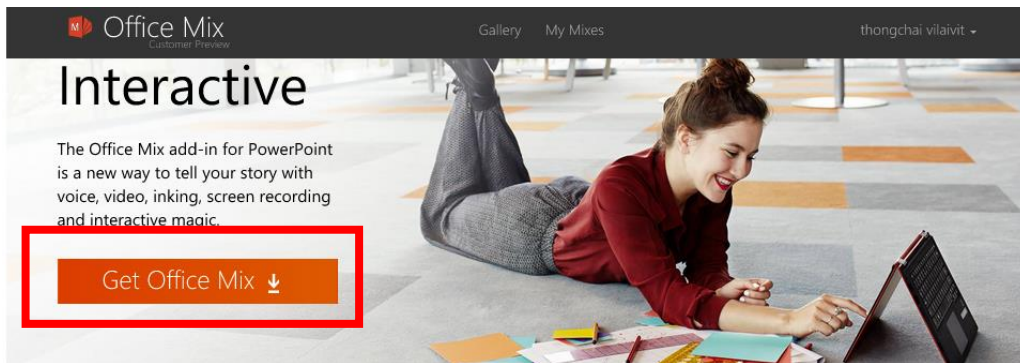 Office Mix
Customer Preview
Gallery My Mixes
thongchai vilaivit
Interactive
The Office Mix add-in for PowerPoint
is a new way to tell your story with
voice, video, inking, screen recording
and interactive magic.
Get Office Mix